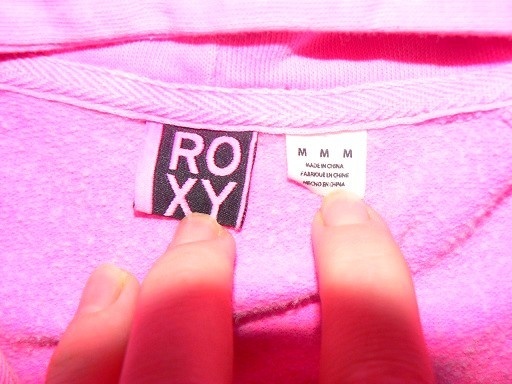 RO
XY
M M M
MADE IN CHINA
FABRIQUÉ EN CHINE
HECHO EN CHINA